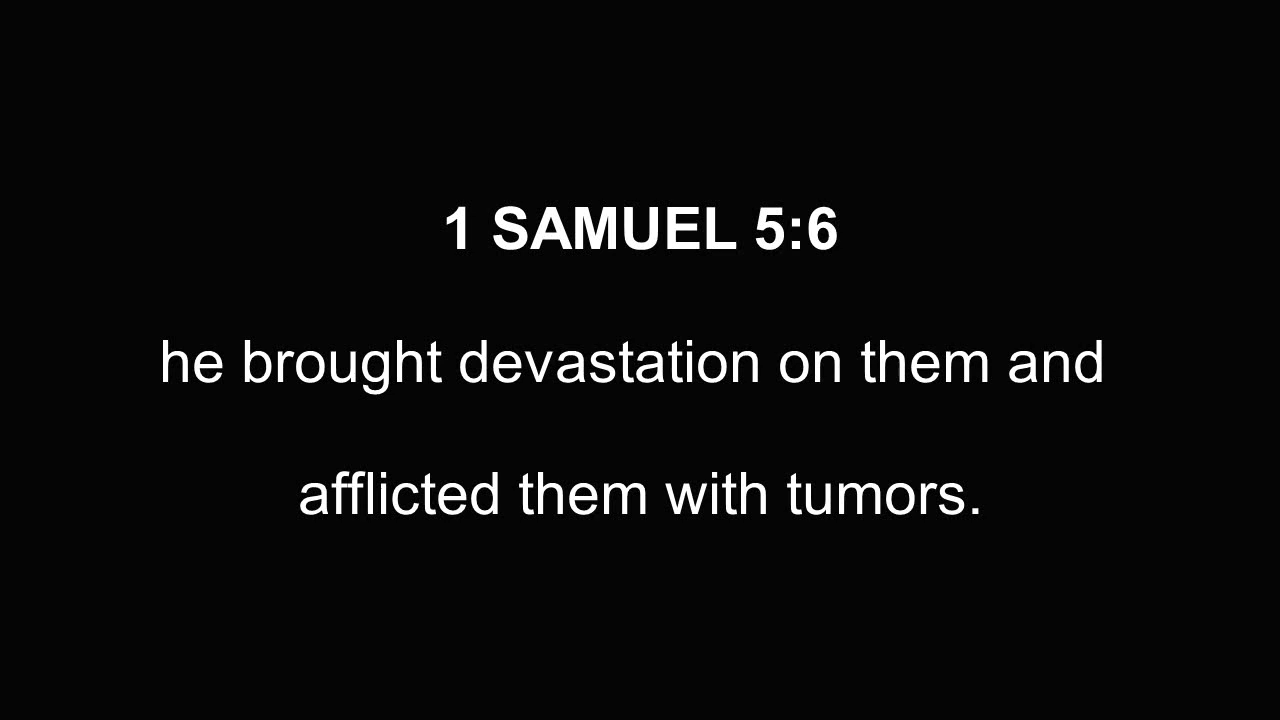 1 SAMUEL 5:6
he brought devastation on them and
afflicted them with tumors.